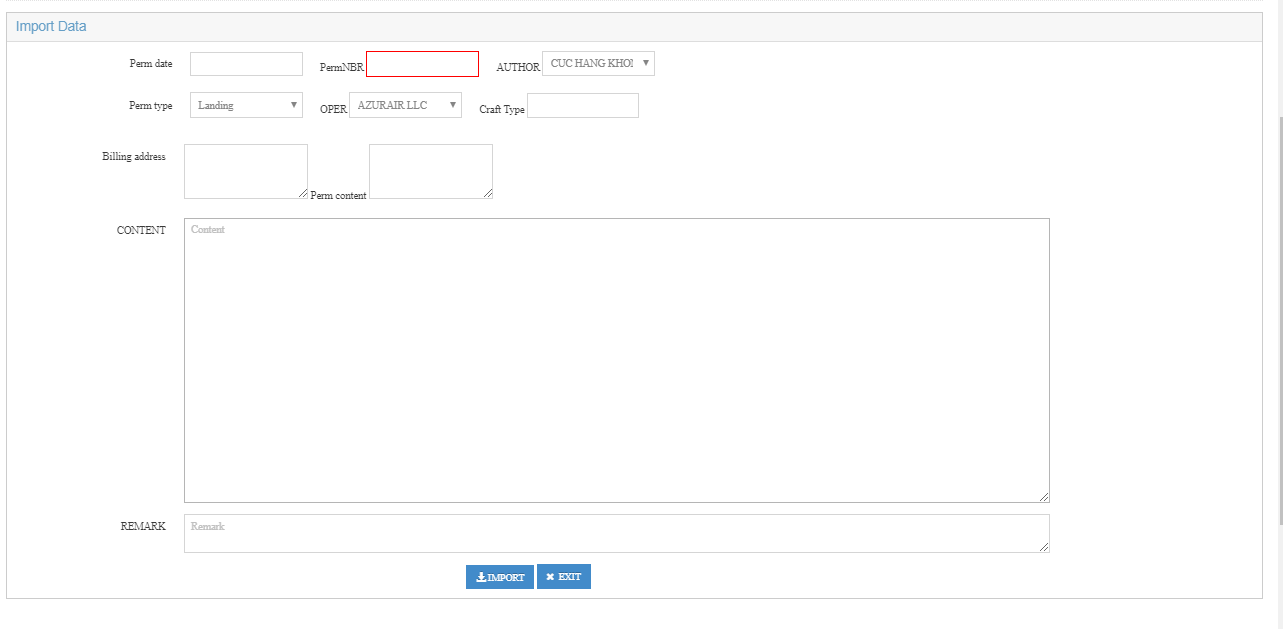 Import Data
Perm date PermNBR AUTHOR CUC HANG KHO
Perm type Landing OPER AZURAIR LLC Craft Type
Billing address Perm content
CONTENT Content
REMARK Remark
IMPORT EXIT